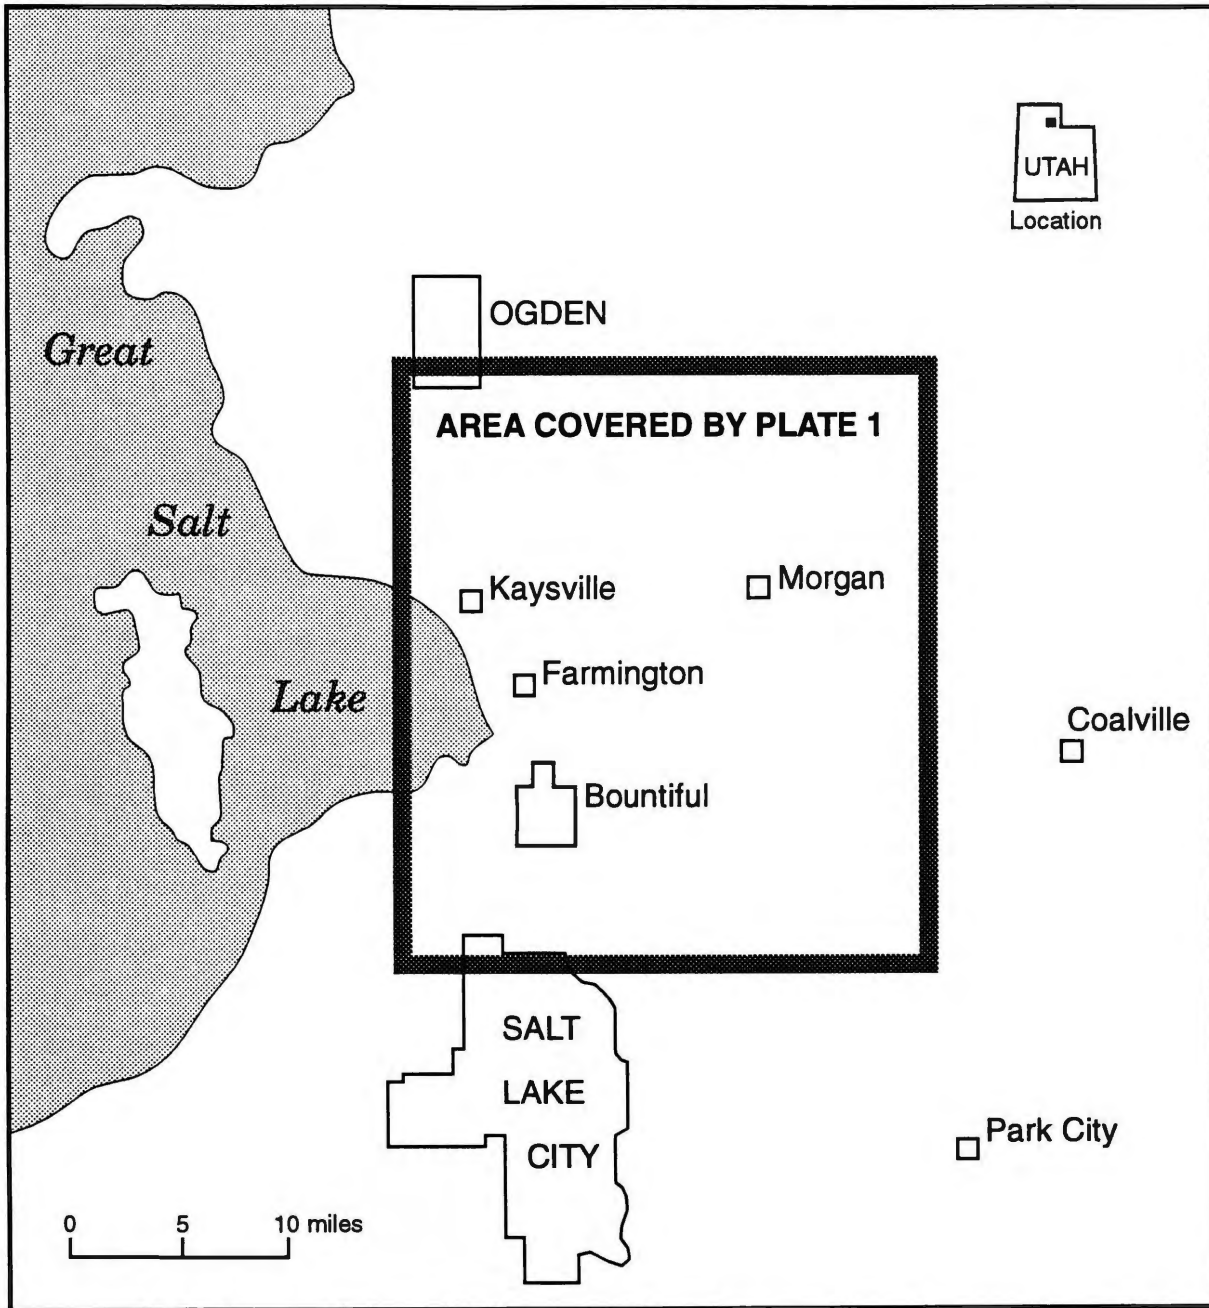 UTAH
Location
OGDEN
Great
AREA COVERED BY PLATE 1
Salt
Kaysville
Morgan
Farmington
Lake
Coalville
Bountiful
SALT
LAKE
CITY
Park City
0 5 10 miles